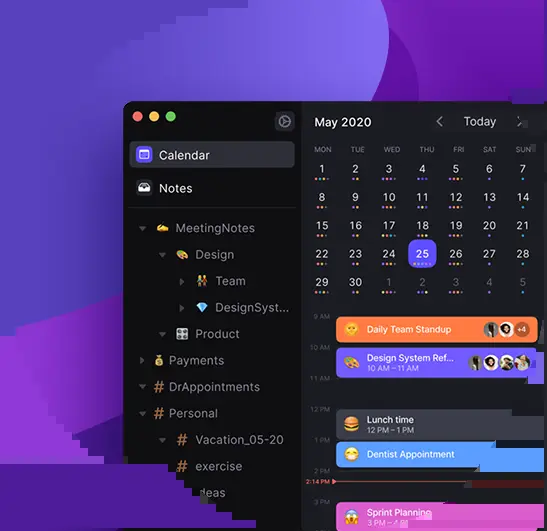 May 2020
Today
Calendar
Notes
MeetingNotes
Design
Team
DesignSyst...
Product
Payments
# DrAppointments
# Personal
# Vacation_05-20
# exercise
MON TUE WED THU FRI SAT SUN
1 2 3 4 5 6 7
8 9 10 11 12 13 14
15 16 17 18 19 20 21
22 23 24 25 26 27 28
29 30 1 2 3 4 5
9 AM
Daily Team Standup
+4
10 AM
Design System Ref...
10 AM – 11 AM
11 AM
12 PM
Lunch time
12 PM – 1 PM
1 PM
Dentist Appointment
2 PM
2:14 PM
3 PM
Sprint Planning